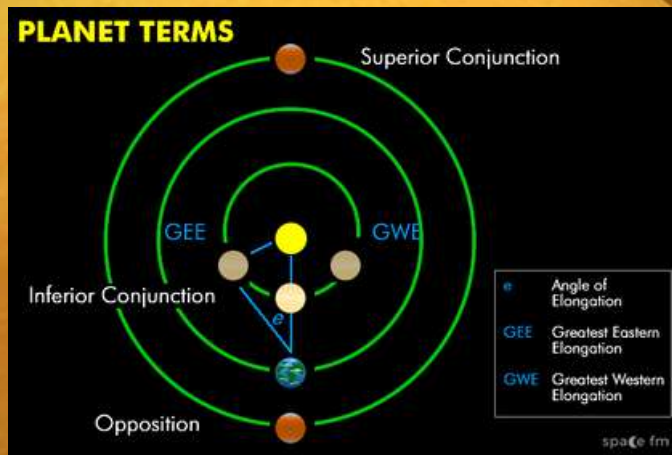 PLANET TERMS
Superior Conjunction
GEE
GWE
Inferior Conjunction
e
Opposition
e Angle of
Elongation
GEE Greatest Eastern
Elongation
GWE Greatest Western
Elongation
space fm